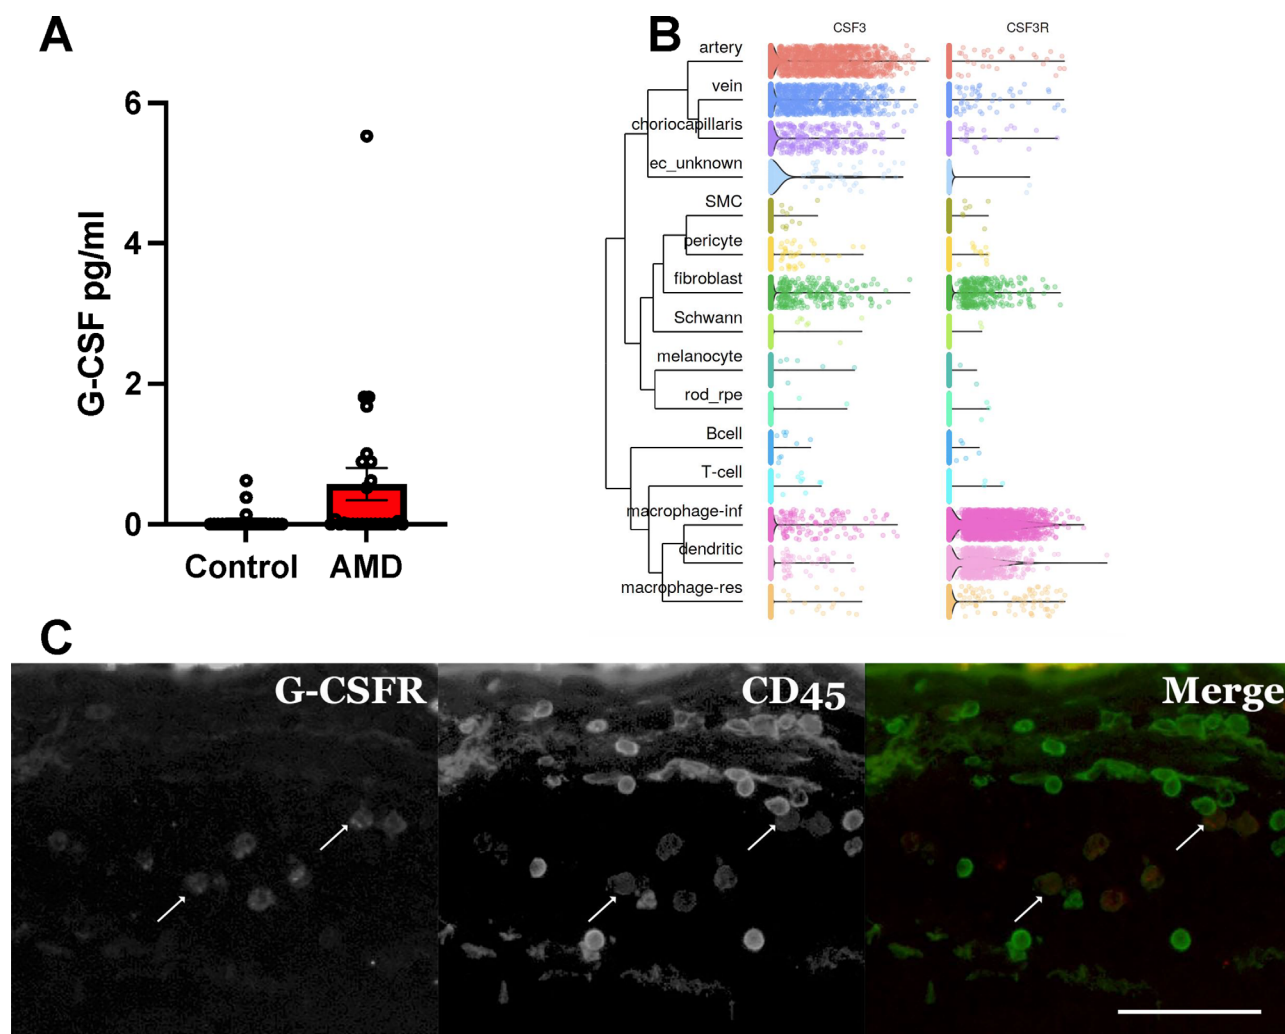 A
G-CSF pg/ml
6
4
2
0
Control
AMD
B
CSF3
CSF3R
artery
vein
choriocapillaris
ec_unknown
SMC
pericyte
fibroblast
Schwann
melanocyte
rod_rpe
Bcell
T-cell
macrophage-inf
dendritic
macrophage-res
C
G-CSFR
CD45
Merge